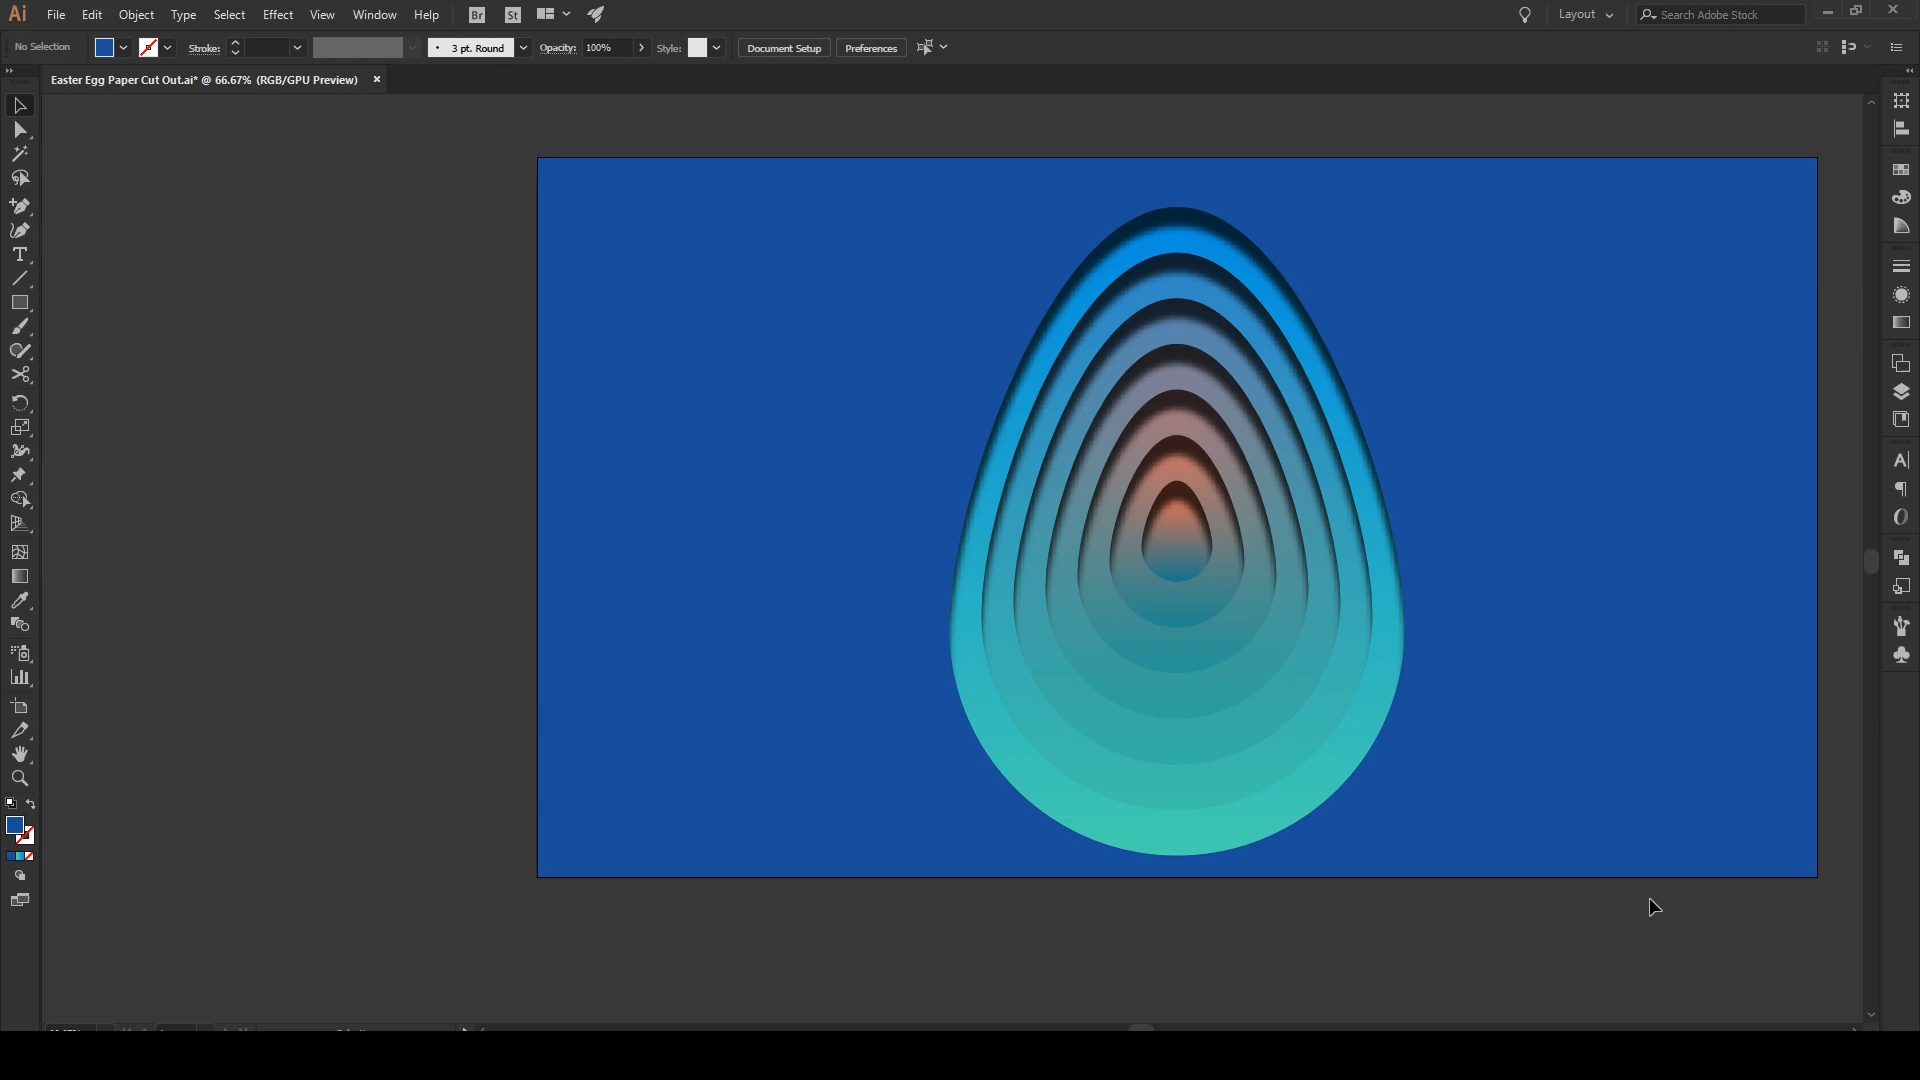 Ai File Edit Object Type Select Effect View Window Help Br St Layout Search Adobe Stock
No Selection Stroke: 3 pt. Round Opacity: 100% Style: Document Setup Preferences
Easter Egg Paper Cut Out.ai* @ 66.67% (RGB/GPU Preview) ×